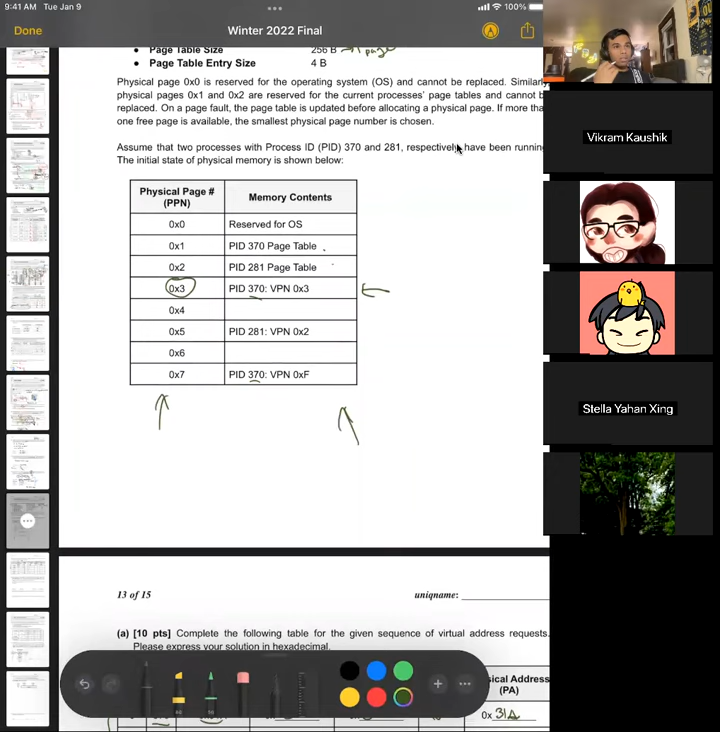 9:41 AM Tue Jan 9
100%
Done
Winter 2022 Final
Page Table Size 256 B → 1 page
Page Table Entry Size 4 B
Physical page 0x0 is reserved for the operating system (OS) and cannot be replaced. Similarly
physical pages 0x1 and 0x2 are reserved for the current processes' page tables and cannot b
replaced. On a page fault, the page table is updated before allocating a physical page. If more tha
one free page is available, the smallest physical page number is chosen.
Assume that two processes with Process ID (PID) 370 and 281, respectively have been runnin
The initial state of physical memory is shown below:
Physical Page # (PPN) Memory Contents
0x0 Reserved for OS
0x1 PID 370 Page Table
0x2 PID 281 Page Table
0x3 PID 370: VPN 0x3
0x4
0x5 PID 281: VPN 0x2
0x6
0x7 PID 370: VPN 0xF
13 of 15 uniqname:
(a) [10 pts] Complete the following table for the given sequence of virtual address requests.
Please express your solution in hexadecimal.
sical Address
(PA)
0x 31A
Vikram Kaushik
Stella Yahan Xing